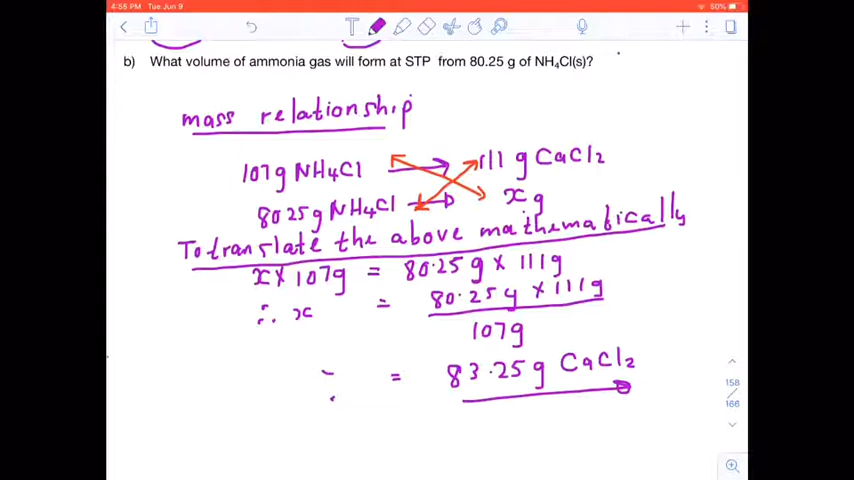 4:55 PM Tue Jun 9
50%
T
b) What volume of ammonia gas will form at STP from 80.25 g of NH₄Cl(s)?
mass relationship
107g NH4Cl 111 g CaCl2
80.25g NH4Cl x g
To translate the above mathematically
x X 107g = 80.25 g x 111g
∴ x = 80.25 g x 111g
107g
= 83.25 g CaCl2
158
166